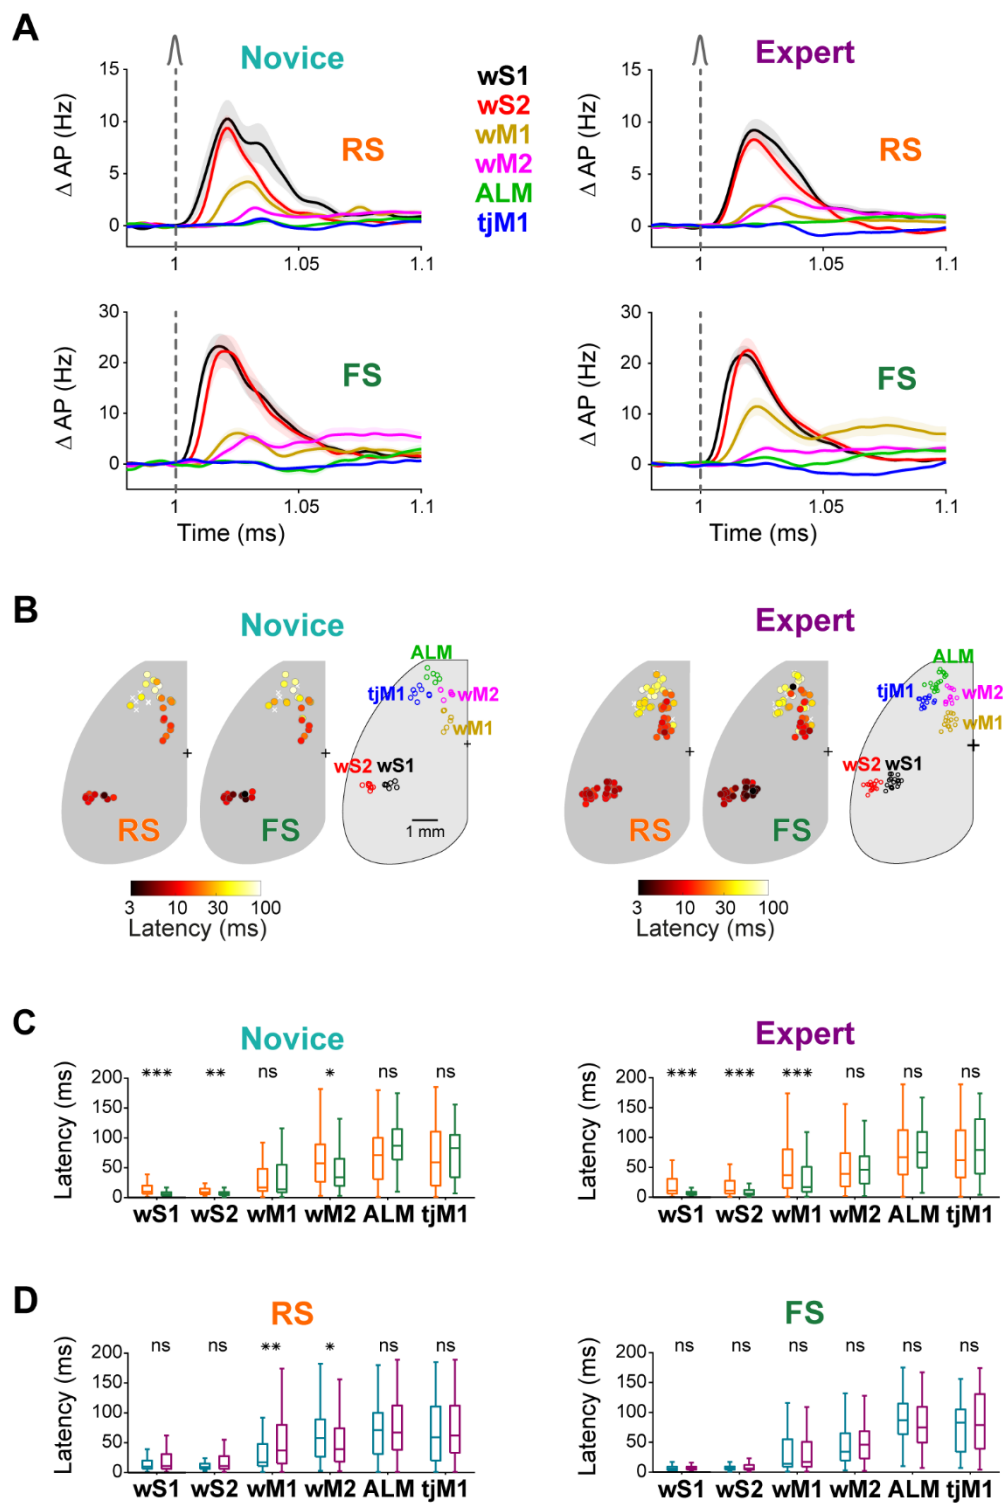 A
Novice
Expert
wS1
wS2
wM1
wM2
ALM
tjM1
Δ AP (Hz)
15
10
5
0
RS
1
1.05
1.1
Δ AP (Hz)
15
10
5
0
RS
1
1.05
1.1
Δ AP (Hz)
30
20
10
0
FS
1
1.05
1.1
Time (ms)
Δ AP (Hz)
30
20
10
0
FS
1
1.05
1.1
Time (ms)
B
Novice
Expert
RS
FS
ALM
tjM1
wM2
wM1
wS2
wS1
1 mm
3 10 30 100
Latency (ms)
RS
FS
ALM
tjM1
wM2
wM1
wS2
wS1
3 10 30 100
Latency (ms)
C
Novice
Expert
*** ** ns * ns ns
Latency (ms)
200
150
100
50
0
wS1 wS2 wM1 wM2 ALM tjM1
*** *** *** ns ns ns
Latency (ms)
200
150
100
50
0
wS1 wS2 wM1 wM2 ALM tjM1
D
RS
FS
ns ns ** * ns ns
Latency (ms)
200
150
100
50
0
wS1 wS2 wM1 wM2 ALM tjM1
ns ns ns ns ns ns
Latency (ms)
200
150
100
50
0
wS1 wS2 wM1 wM2 ALM tjM1